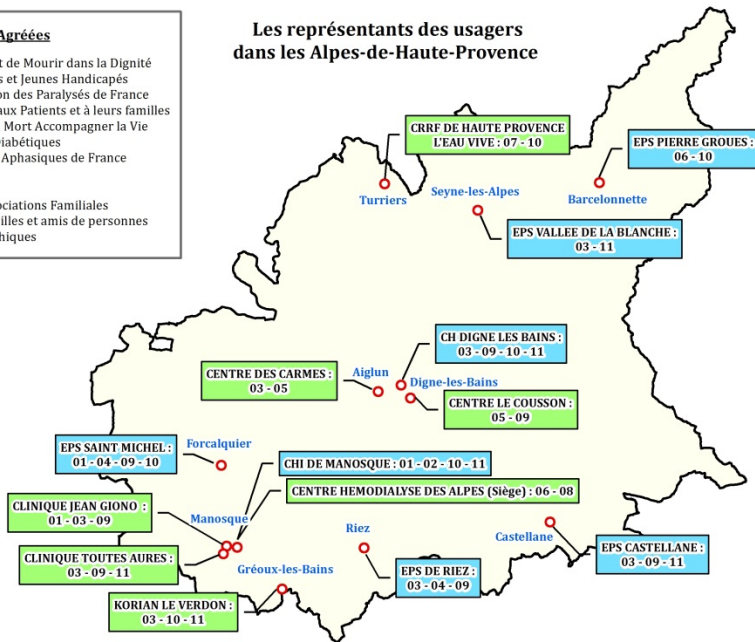 Agréées
de Mourir dans la Dignité
et Jeunes Handicapés
des Paralysés de France
aux Patients et à leurs familles
Mort Accompagner la Vie
Diabétiques
Aphasiques de France
Familiales
et amis de personnes
Les représentants des usagers
dans les Alpes-de-Haute-Provence
CRRF DE HAUTE PROVENCE
L'EAU VIVE : 07 - 10
EPS PIERRE GROUES :
06 - 10
Turriers
Seyne-les-Alpes
Barcelonnette
EPS VALLEE DE LA BLANCHE :
03 - 11
CH DIGNE LES BAINS :
03 - 09 - 10 - 11
CENTRE DES CARMES :
03 - 05
Aiglun
Digne-les-Bains
CENTRE LE COUSSON :
05 - 09
EPS SAINT MICHEL :
01 - 04 - 09 - 10
Forcalquier
CHI DE MANOSQUE : 01 - 02 - 10 - 11
CENTRE HEMODIALYSE DES ALPES (Siège) : 06 - 08
CLINIQUE JEAN GIONO :
01 - 03 - 09
Manosque
Riez
Castellane
CLINIQUE TOUTES AURES :
03 - 09 - 11
EPS CASTELLANE :
03 - 09 - 11
Gréoux-les-Bains
EPS DE RIEZ :
03 - 04 - 09
KORIAN LE VERDON :
03 - 10 - 11